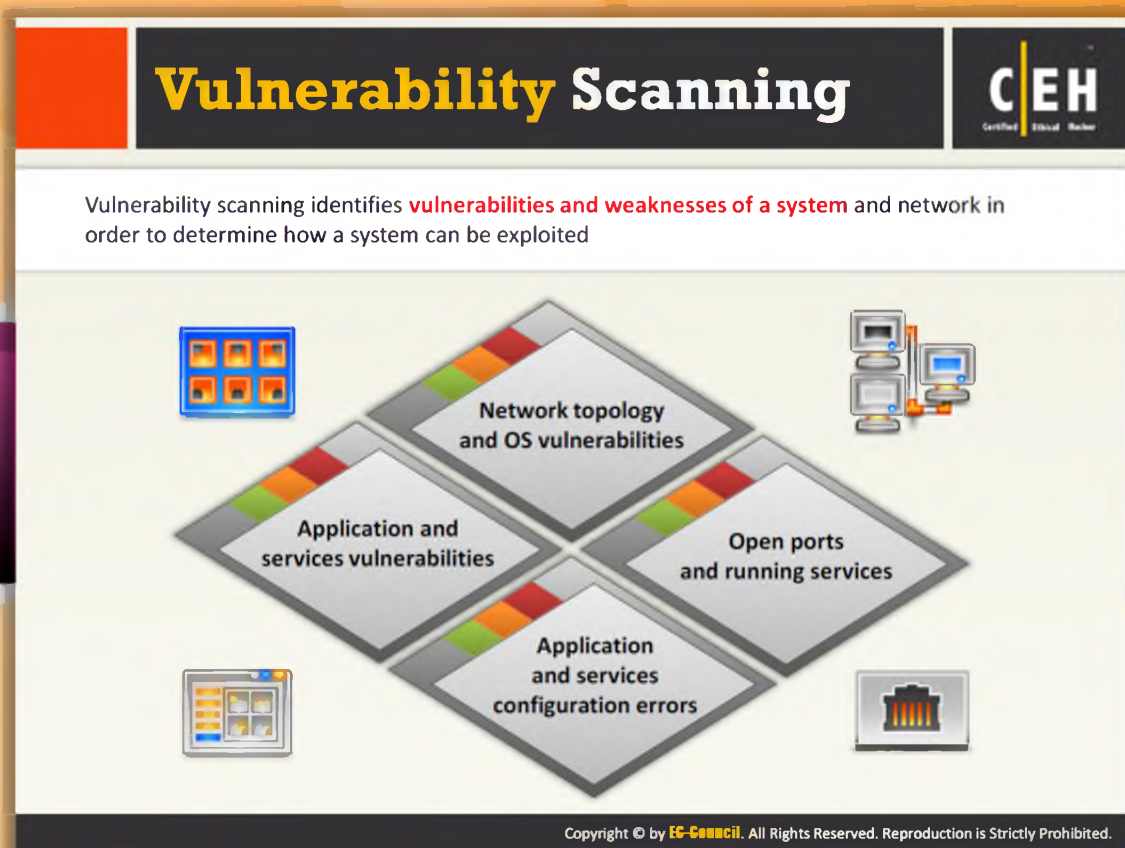 Vulnerability Scanning
C EH
Certified Ethical Hacker
Vulnerability scanning identifies vulnerabilities and weaknesses of a system and network in
order to determine how a system can be exploited
Network topology
and OS vulnerabilities
Application and
services vulnerabilities
Open ports
and running services
Application
and services
configuration errors
Copyright © by EC-Council. All Rights Reserved. Reproduction is Strictly Prohibited.